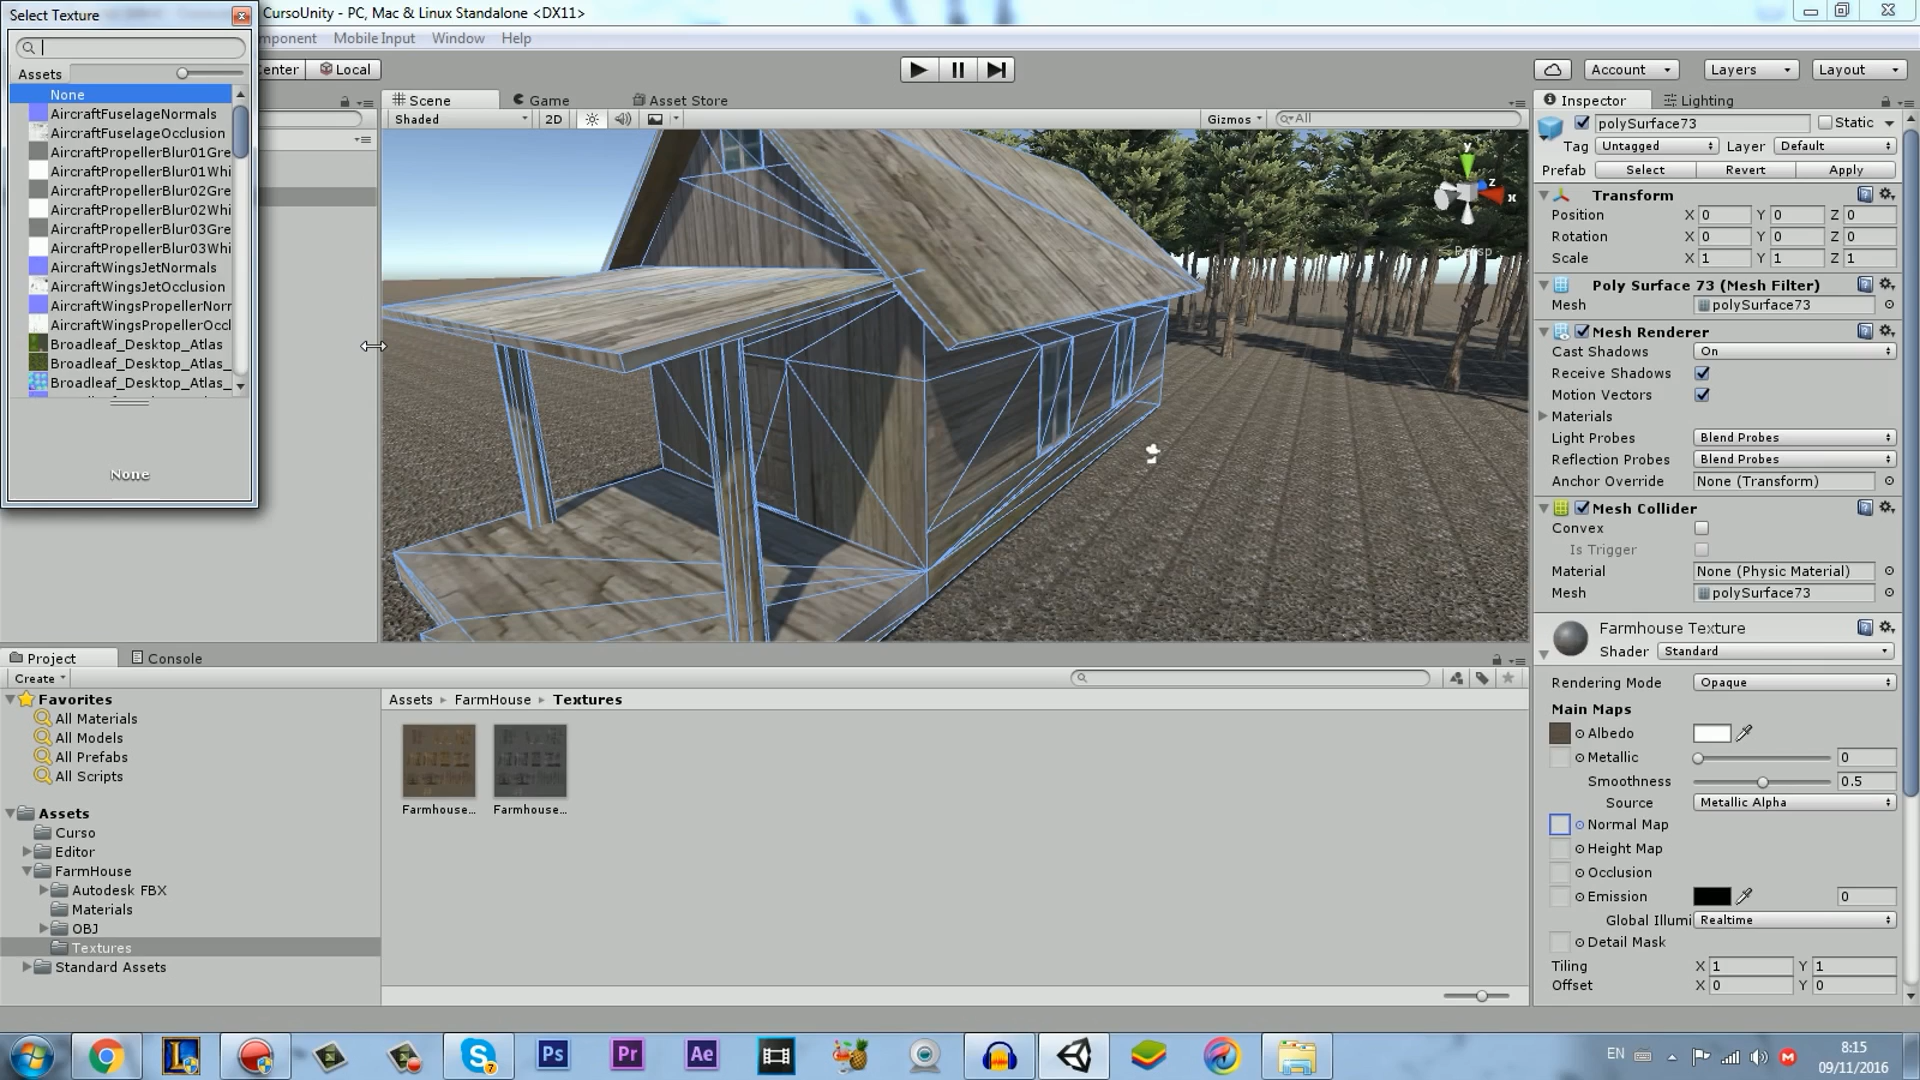 Select Texture
CursoUnity - PC, Mac & Linux Standalone <DX11>
mponent Mobile Input Window Help
Assets
enter Local
Account Layers Layout
None
AircraftFuselageNormals
AircraftFuselageOcclusion
AircraftPropellerBlur01Gre
AircraftPropellerBlur01Whi
AircraftPropellerBlur02Gre
AircraftPropellerBlur02Whi
AircraftPropellerBlur03Gre
AircraftPropellerBlur03Whi
AircraftWingsJetNormals
AircraftWingsJetOcclusion
AircraftWingsPropellerNorr
AircraftWingsPropellerOccl
Broadleaf_Desktop_Atlas
Broadleaf_Desktop_Atlas_
Broadleaf_Desktop_Atlas_
None
Scene Game Asset Store
Shaded 2D Gizmos All
y
z
x
Persp
Inspector Lighting
polySurface73 Static
Tag Untagged Layer Default
Prefab Select Revert Apply
Transform
Position X 0 Y 0 Z 0
Rotation X 0 Y 0 Z 0
Scale X 1 Y 1 Z 1
Poly Surface 73 (Mesh Filter)
Mesh polySurface73
Mesh Renderer
Cast Shadows On
Receive Shadows
Motion Vectors
Materials
Light Probes Blend Probes
Reflection Probes Blend Probes
Anchor Override None (Transform)
Mesh Collider
Convex
Is Trigger
Material None (Physic Material)
Mesh polySurface73
Farmhouse Texture
Shader Standard
Rendering Mode Opaque
Main Maps
Albedo
Metallic 0
Smoothness 0.5
Source Metallic Alpha
Normal Map
Height Map
Occlusion
Emission 0
Global Illumi Realtime
Detail Mask
Tiling X 1 Y 1
Offset X 0 Y 0
Project Console
Create
Favorites
All Materials
All Models
All Prefabs
All Scripts
Assets
Curso
Editor
FarmHouse
Autodesk FBX
Materials
OBJ
Textures
Standard Assets
Assets FarmHouse Textures
Farmhouse... Farmhouse...
7
Ps Pr Ae
EN
8:15
09/11/2016